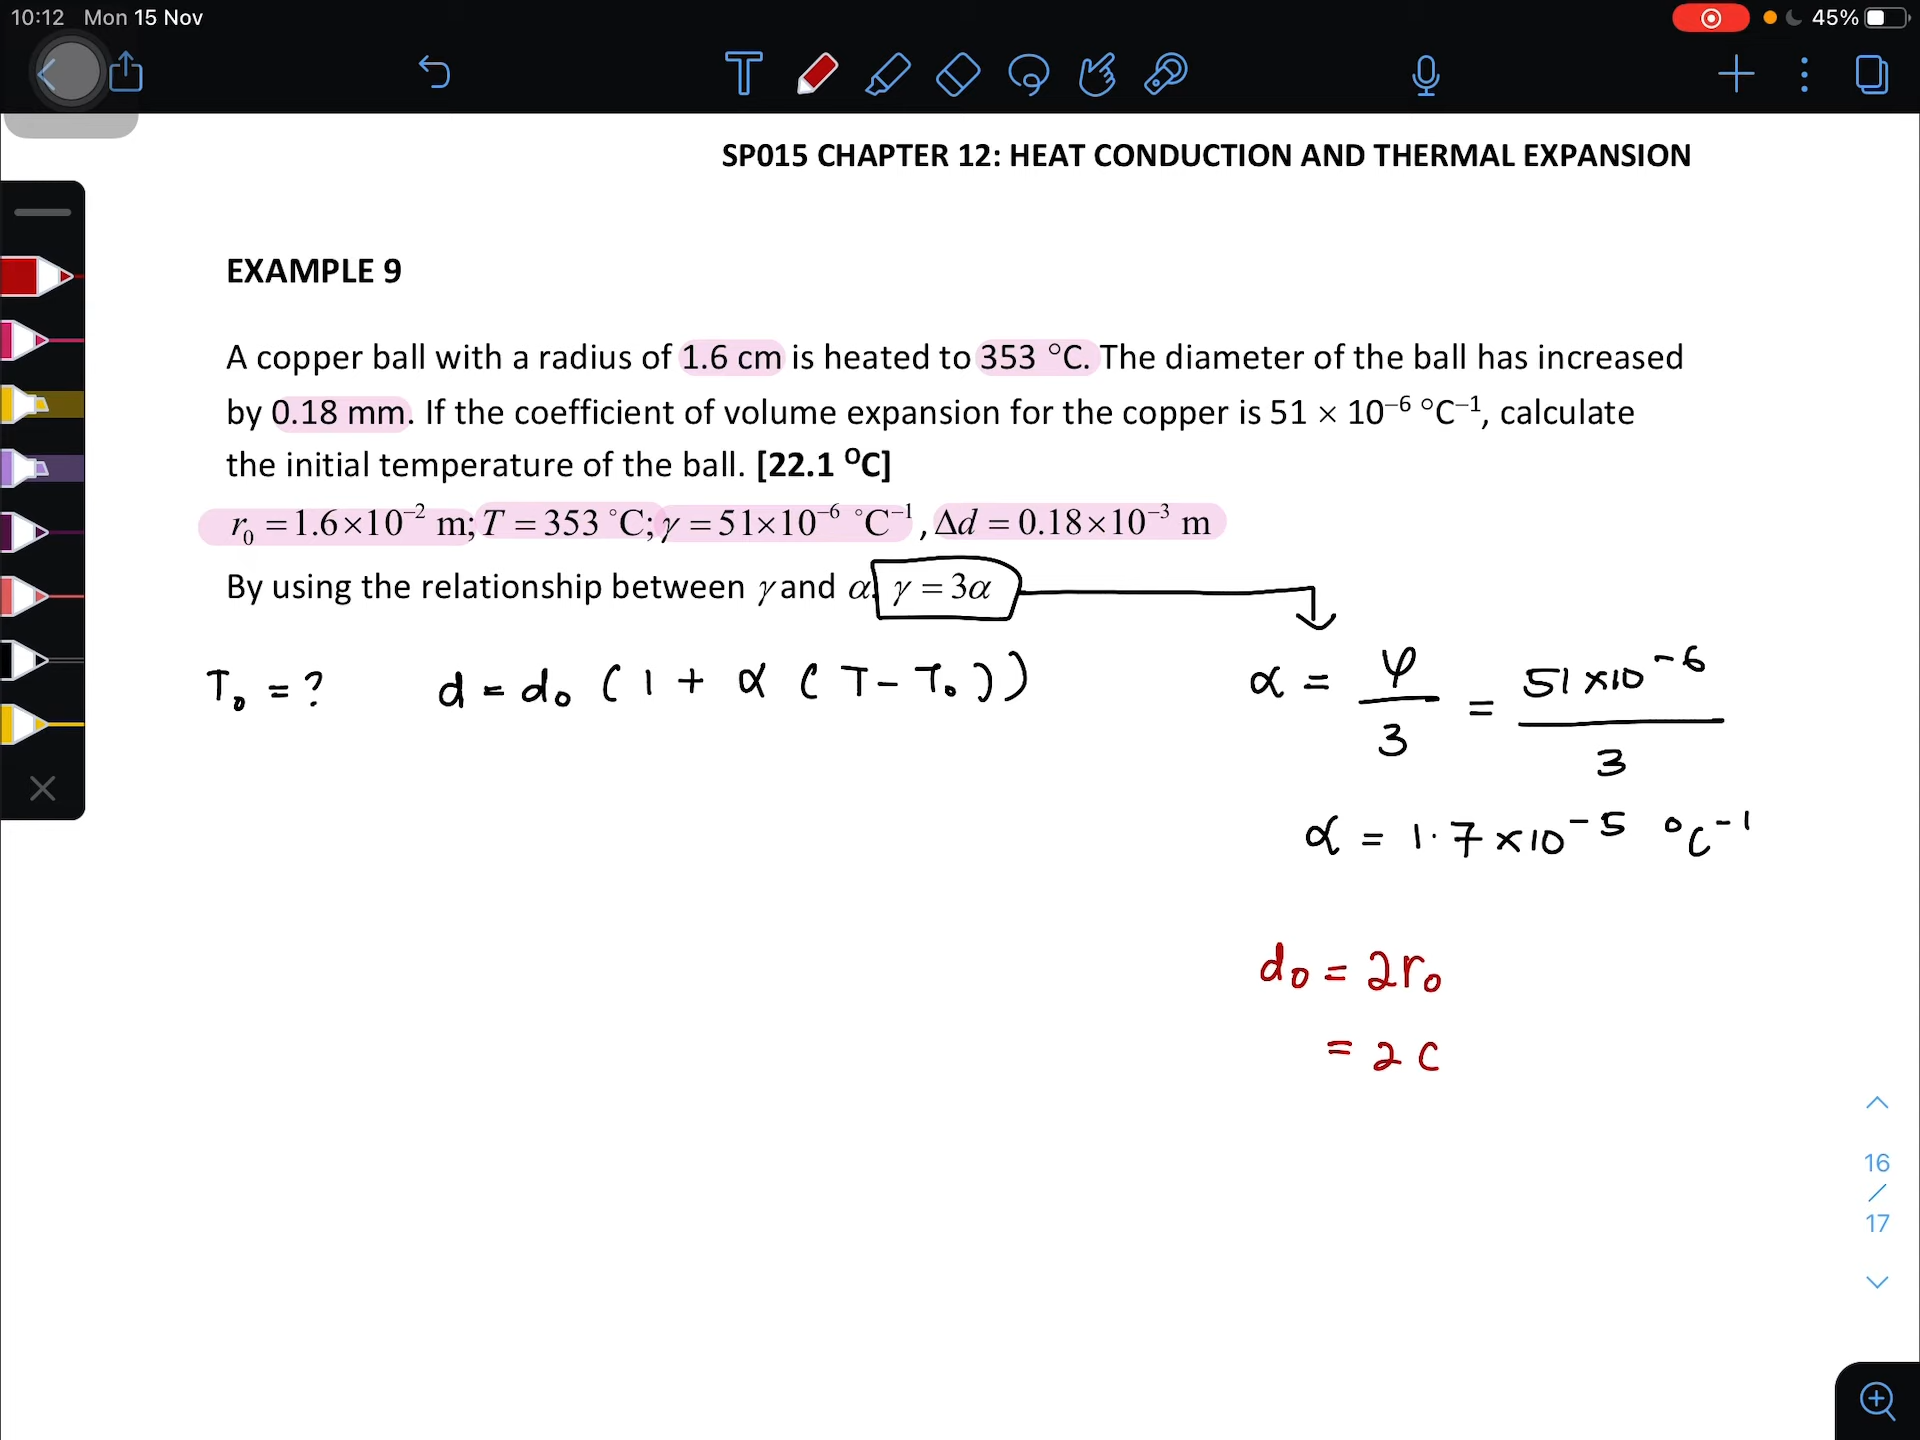 10:12 Mon 15 Nov
45%
SP015 CHAPTER 12: HEAT CONDUCTION AND THERMAL EXPANSION
EXAMPLE 9
A copper ball with a radius of 1.6 cm is heated to 353 °C. The diameter of the ball has increased
by 0.18 mm. If the coefficient of volume expansion for the copper is 51 × 10⁻⁶ °C⁻¹, calculate
the initial temperature of the ball. [22.1 ⁰C]
r₀ = 1.6×10⁻² m; T = 353 °C; γ = 51×10⁻⁶ °C⁻¹, Δd = 0.18×10⁻³ m
By using the relationship between γ and α, γ = 3α
T₀ = ? d = d₀ (1 + α (T − T₀))
α = φ/3 = 51 ×10⁻⁶/3
α = 1.7 ×10⁻⁵ °C⁻¹
d₀ = 2r₀
= 2 (
16
/
17